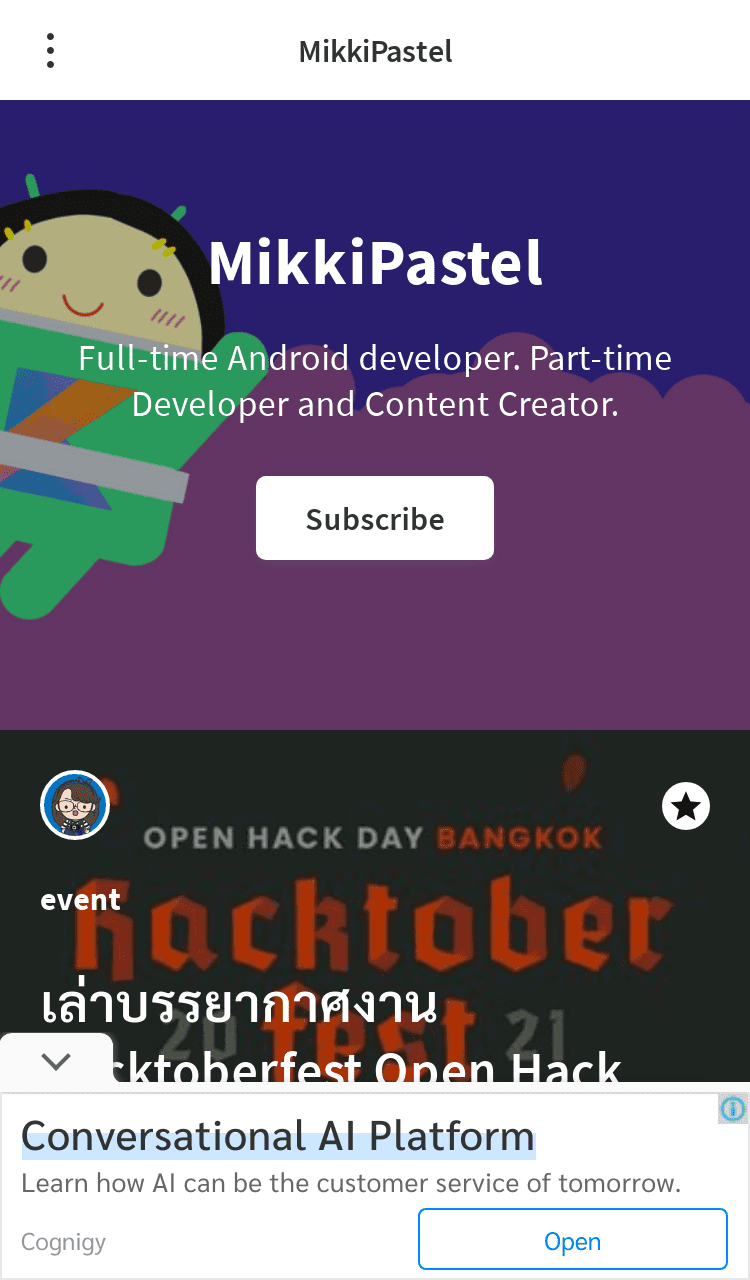 MikkiPastel
MikkiPastel
Full-time Android developer. Part-time
Developer and Content Creator.
Subscribe
OPEN HACK DAY BANGKOK
event
hacktober
fest
20 21
เล่าบรรยากาศงาน
cktoberfest Open Hack
Conversational AI Platform
Learn how AI can be the customer service of tomorrow.
Cognigy
Open